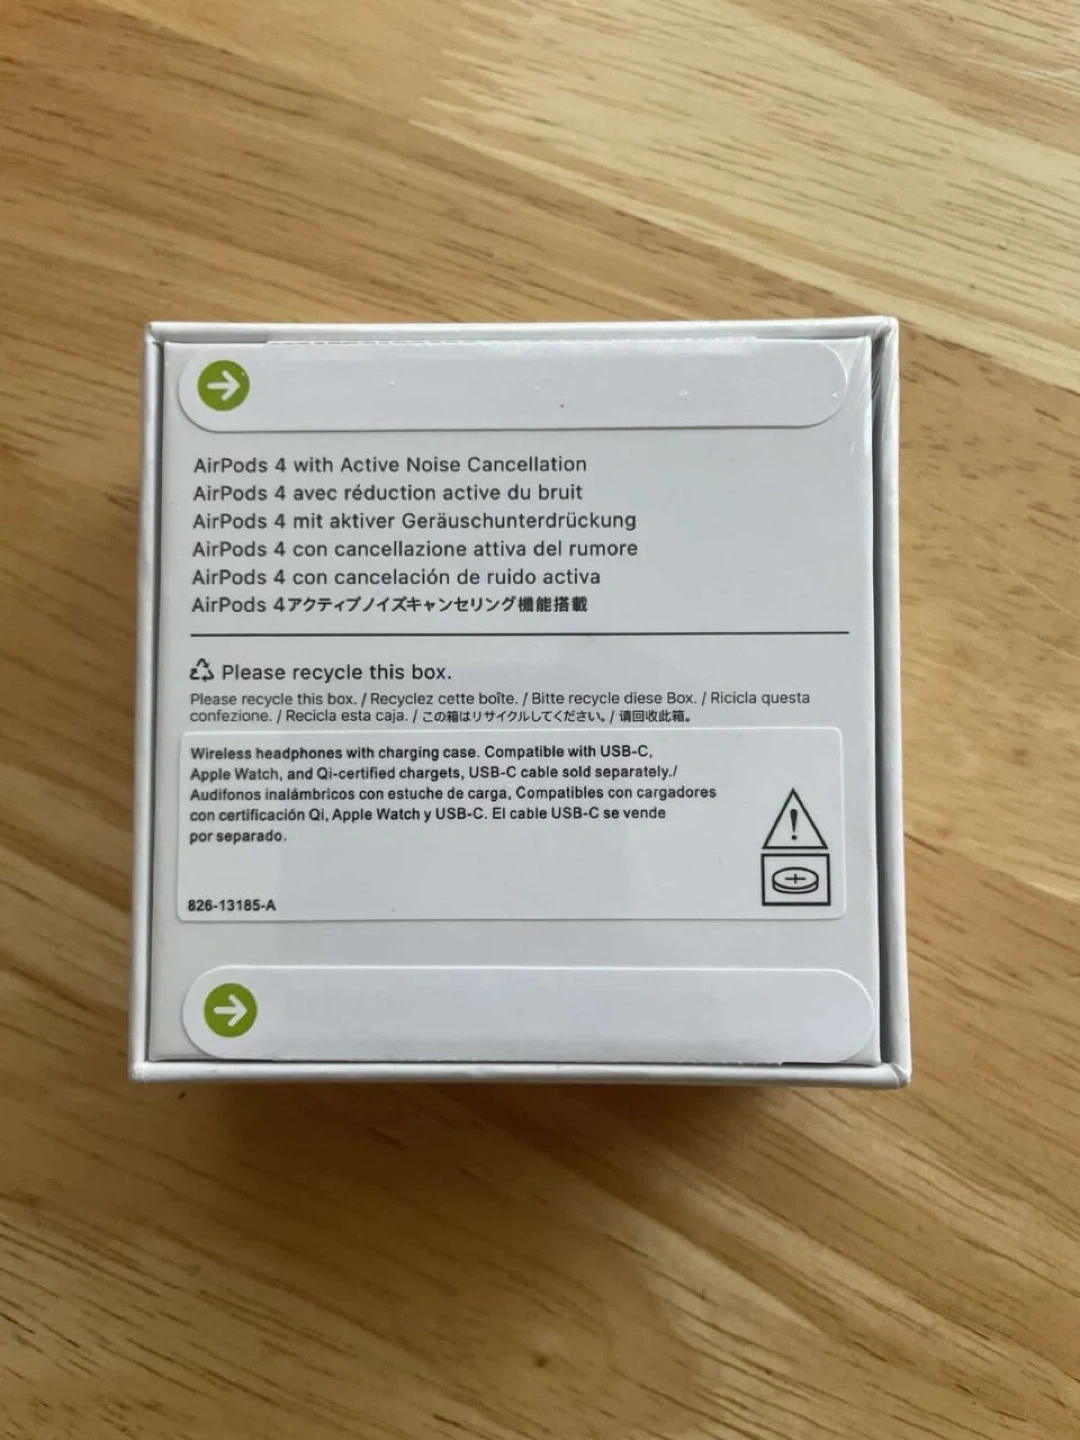 AirPods 4 with Active Noise Cancellation
AirPods 4 avec réduction active du bruit
AirPods 4 mit aktiver Geräuschunterdrückung
AirPods 4 con cancellazione attiva del rumore
AirPods 4 con cancelación de ruido activa
AirPods 4アクティブノイズキャンセリング機能搭載
Please recycle this box.
Please recycle this box. / Recyclez cette boîte. / Bitte recycle diese Box. / Ricicla questa
confezione. / Recicla esta caja. / この箱はリサイクルしてください。/ 请回收此箱。
Wireless headphones with charging case. Compatible with USB-C,
Apple Watch, and Qi-certified chargets, USB-C cable sold separately./
Audifonos inalámbricos con estuche de carga, Compatibles con cargadores
con certificación Qi, Apple Watch y USB-C. El cable USB-C se vende
por separado.
826-13185-A